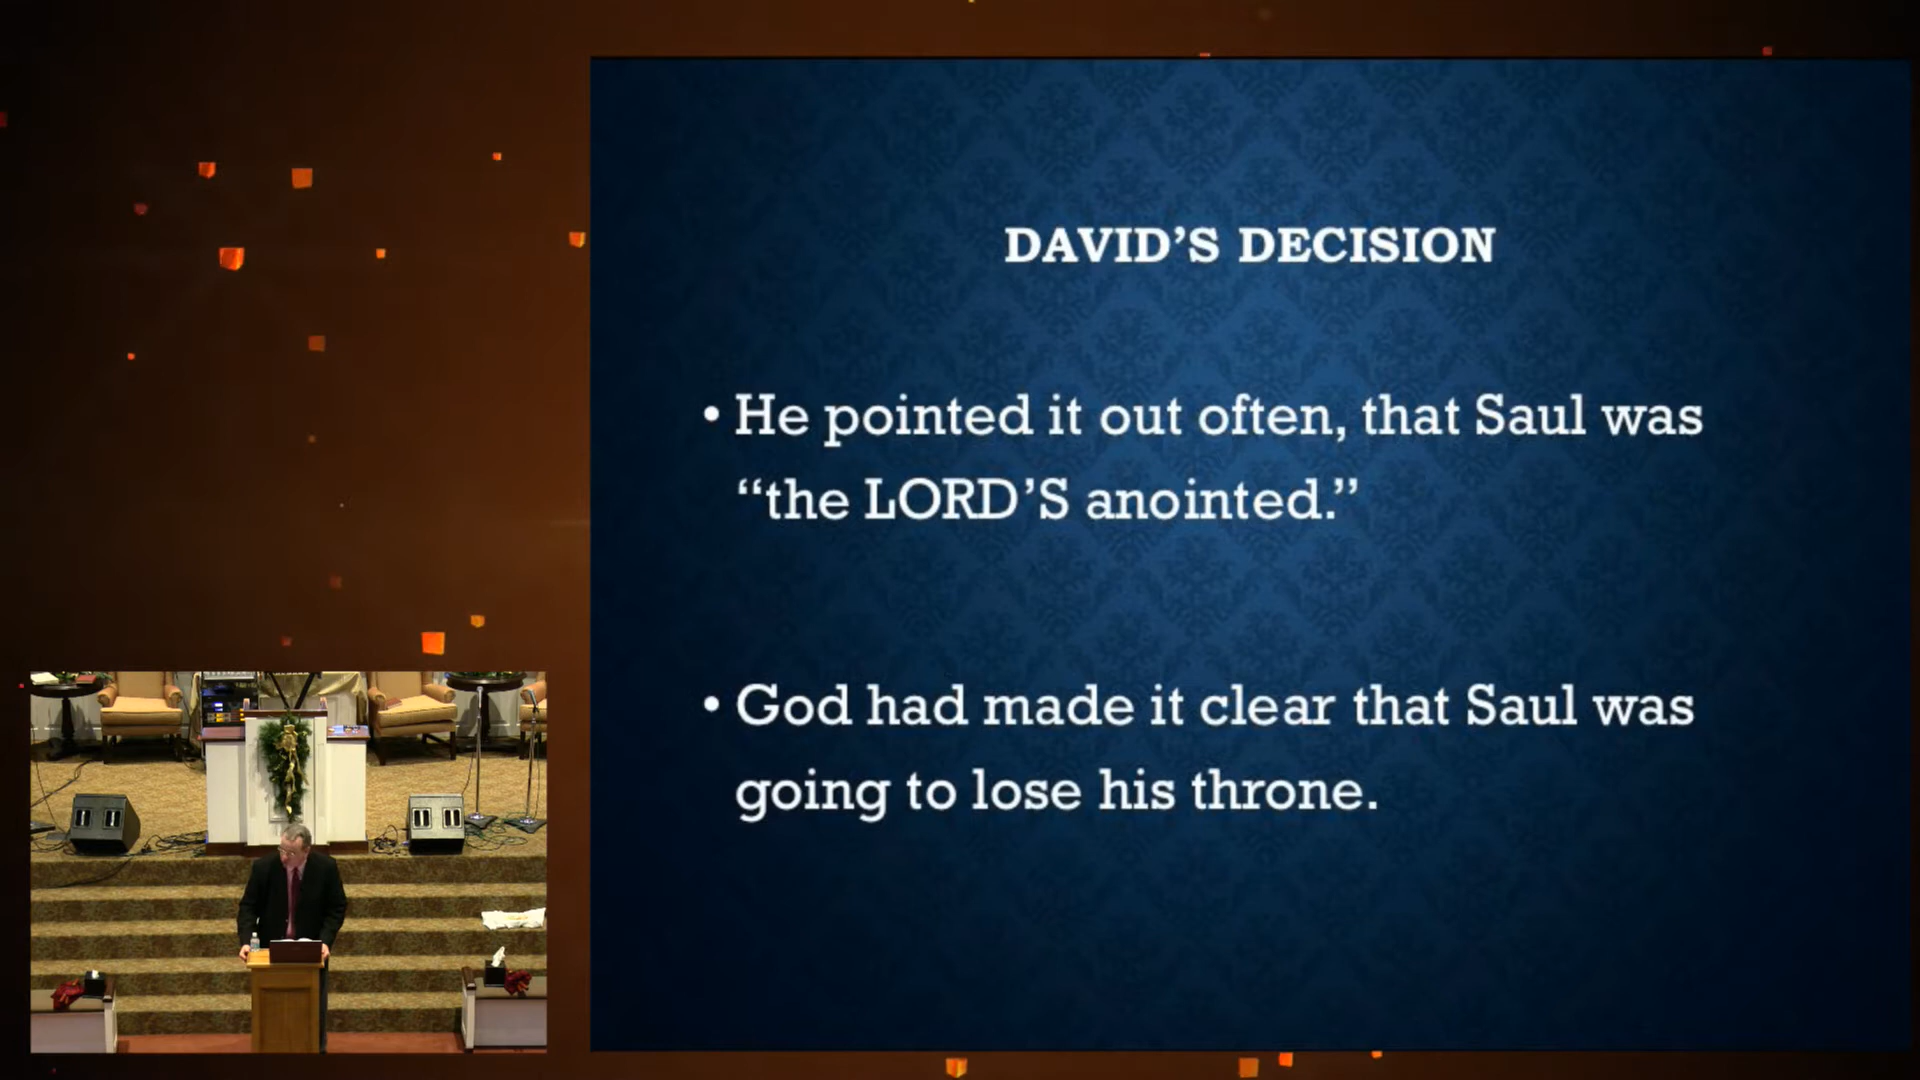 DAVID’S DECISION
• He pointed it out often, that Saul was
“the LORD’S anointed.”
• God had made it clear that Saul was
going to lose his throne.